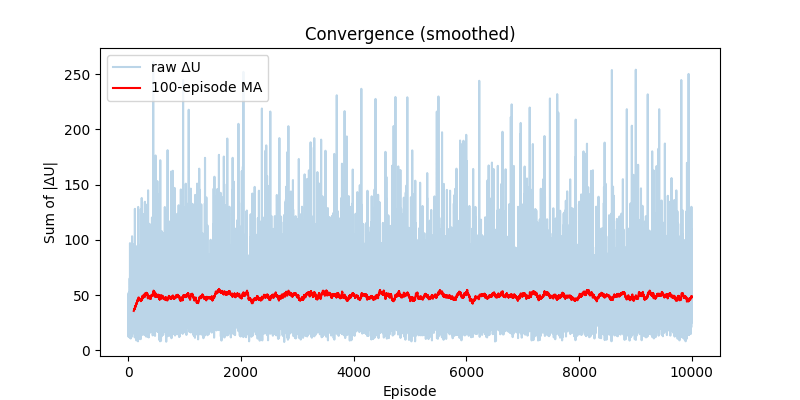 Convergence (smoothed)
raw ΔU
100-episode MA
Sum of |ΔU|
250
200
150
100
50
0
0 2000 4000 6000 8000 10000
Episode